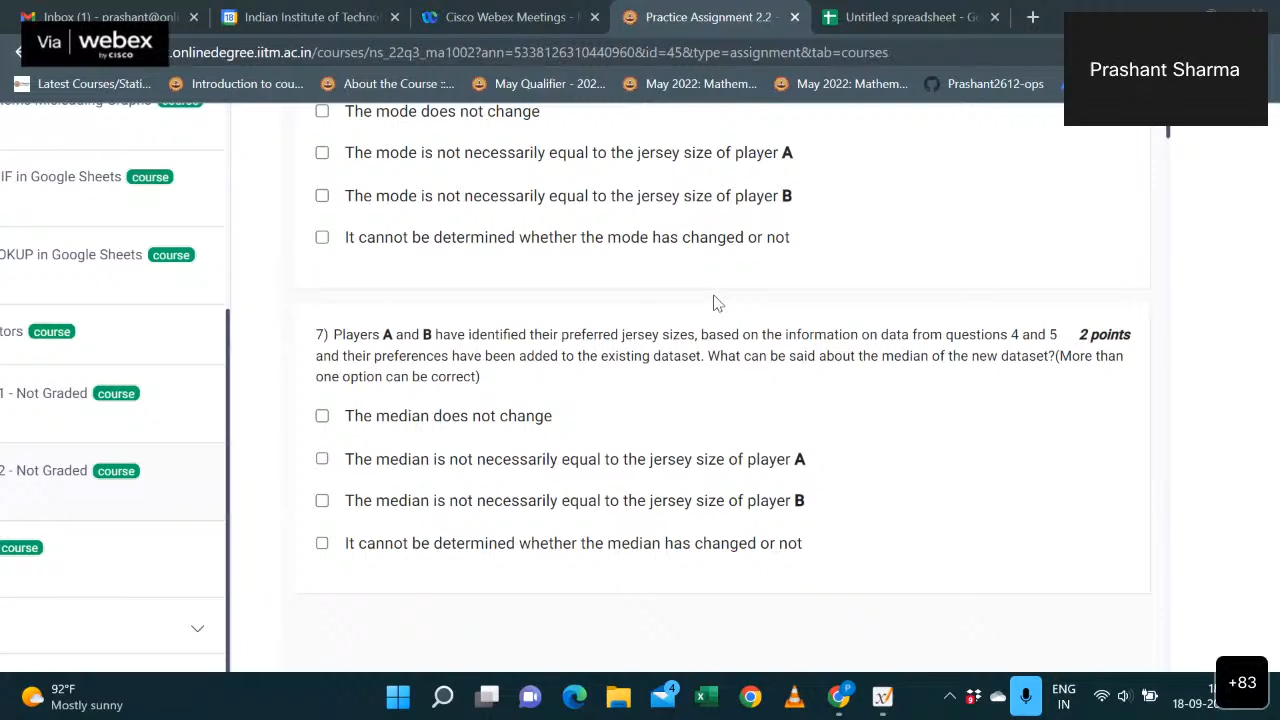 Inbox (1) - prashant@onl
Indian Institute of Technol
Cisco Webex Meetings -
Practice Assignment 2.2 -
Untitled spreadsheet - Go
Via webex
by CISCO
.onlinedegree.iitm.ac.in/courses/ns_22q3_ma1002?ann=5333126310440960&id=45&type=assignment&tab=courses
Prashant Sharma
Latest Courses/Stati...
Introduction to cou...
About the Course ::...
May Qualifier - 202...
May 2022: Mathem...
May 2022: Mathem...
Prashant2612-ops
Misleading Graphs course
The mode does not change
The mode is not necessarily equal to the jersey size of player A
IF in Google Sheets course
The mode is not necessarily equal to the jersey size of player B
It cannot be determined whether the mode has changed or not
OKUP in Google Sheets course
tors course
7) Players A and B have identified their preferred jersey sizes, based on the information on data from questions 4 and 5 2 points
and their preferences have been added to the existing dataset. What can be said about the median of the new dataset?(More than
one option can be correct)
1 - Not Graded course
The median does not change
The median is not necessarily equal to the jersey size of player A
2 - Not Graded course
The median is not necessarily equal to the jersey size of player B
It cannot be determined whether the median has changed or not
course
92°F
Mostly sunny
4
P
ENG
IN
18-09-20
+83